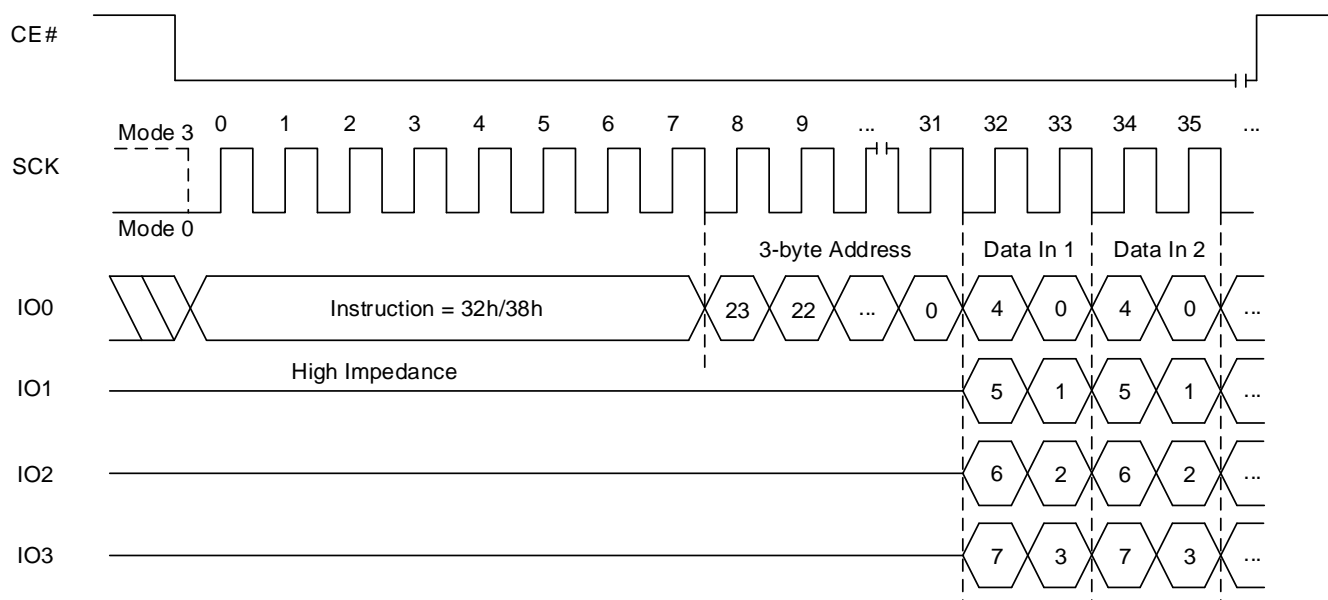 CE#
Mode 3 0 1 2 3 4 5 6 7 8 9 ... 31 32 33 34 35 ...
SCK
Mode 0
3-byte Address Data In 1 Data In 2
IO0 Instruction = 32h/38h 23 22 ... 0 4 0 4 0 ...
High Impedance
IO1 5 1 5 1 ...
IO2 6 2 6 2 ...
IO3 7 3 7 3 ...